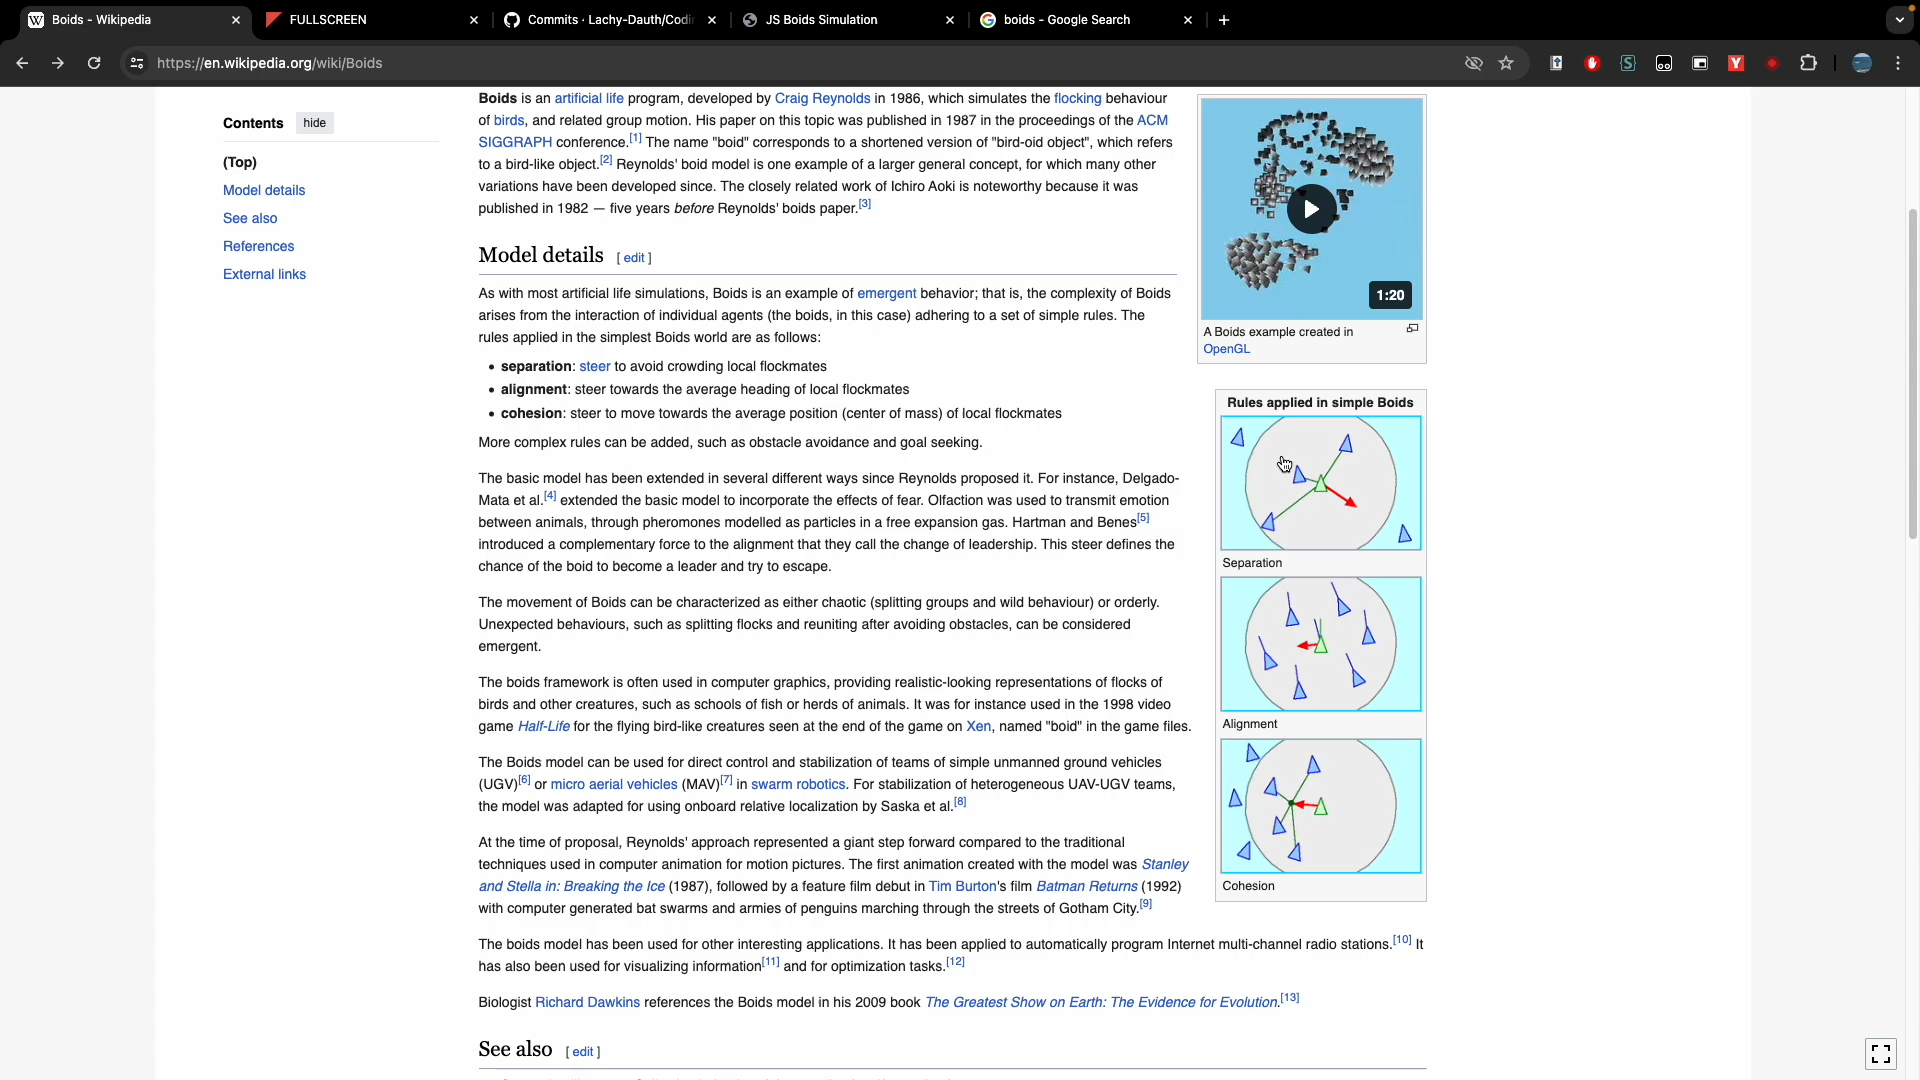 Boids - Wikipedia
FULLSCREEN
Commits · Lachy-Dauth/Codi
JS Boids Simulation
boids - Google Search
https://en.wikipedia.org/wiki/Boids
Contents hide
(Top)
Model details
See also
References
External links
Boids is an artificial life program, developed by Craig Reynolds in 1986, which simulates the flocking behaviour
of birds, and related group motion. His paper on this topic was published in 1987 in the proceedings of the ACM
SIGGRAPH conference.[1] The name "boid" corresponds to a shortened version of "bird-oid object", which refers
to a bird-like object.[2] Reynolds' boid model is one example of a larger general concept, for which many other
variations have been developed since. The closely related work of Ichiro Aoki is noteworthy because it was
published in 1982 — five years before Reynolds' boids paper.[3]
Model details [ edit ]
As with most artificial life simulations, Boids is an example of emergent behavior; that is, the complexity of Boids
arises from the interaction of individual agents (the boids, in this case) adhering to a set of simple rules. The
rules applied in the simplest Boids world are as follows:
• separation: steer to avoid crowding local flockmates
• alignment: steer towards the average heading of local flockmates
• cohesion: steer to move towards the average position (center of mass) of local flockmates
More complex rules can be added, such as obstacle avoidance and goal seeking.
The basic model has been extended in several different ways since Reynolds proposed it. For instance, Delgado-
Mata et al.[4] extended the basic model to incorporate the effects of fear. Olfaction was used to transmit emotion
between animals, through pheromones modelled as particles in a free expansion gas. Hartman and Benes[5]
introduced a complementary force to the alignment that they call the change of leadership. This steer defines the
chance of the boid to become a leader and try to escape.
The movement of Boids can be characterized as either chaotic (splitting groups and wild behaviour) or orderly.
Unexpected behaviours, such as splitting flocks and reuniting after avoiding obstacles, can be considered
emergent.
The boids framework is often used in computer graphics, providing realistic-looking representations of flocks of
birds and other creatures, such as schools of fish or herds of animals. It was for instance used in the 1998 video
game Half-Life for the flying bird-like creatures seen at the end of the game on Xen, named "boid" in the game files.
The Boids model can be used for direct control and stabilization of teams of simple unmanned ground vehicles
(UGV)[6] or micro aerial vehicles (MAV)[7] in swarm robotics. For stabilization of heterogeneous UAV-UGV teams,
the model was adapted for using onboard relative localization by Saska et al.[8]
At the time of proposal, Reynolds' approach represented a giant step forward compared to the traditional
techniques used in computer animation for motion pictures. The first animation created with the model was Stanley
and Stella in: Breaking the Ice (1987), followed by a feature film debut in Tim Burton's film Batman Returns (1992)
with computer generated bat swarms and armies of penguins marching through the streets of Gotham City.[9]
The boids model has been used for other interesting applications. It has been applied to automatically program Internet multi-channel radio stations.[10] It
has also been used for visualizing information[11] and for optimization tasks.[12]
Biologist Richard Dawkins references the Boids model in his 2009 book The Greatest Show on Earth: The Evidence for Evolution.[13]
See also [ edit ]
1:20
A Boids example created in
OpenGL
Rules applied in simple Boids
Separation
Alignment
Cohesion